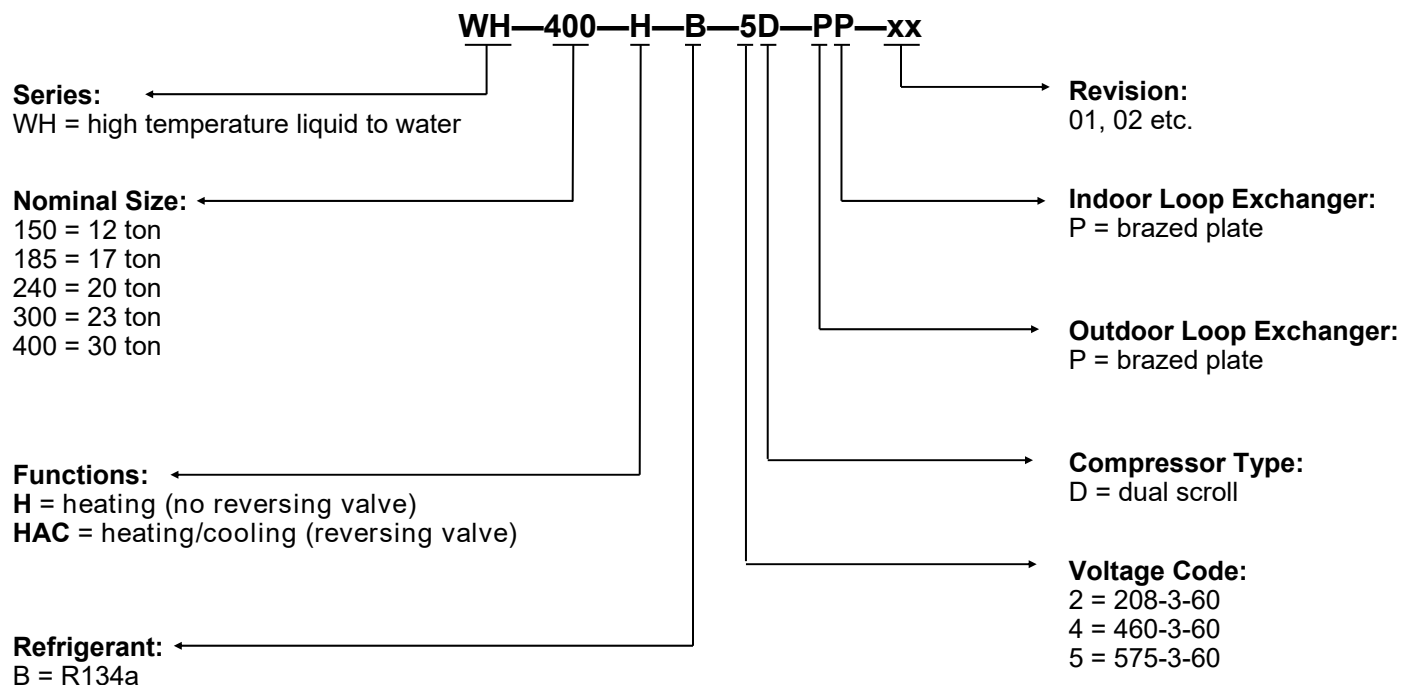 WH—400—H—B—5D—PP—xx
Series:
WH = high temperature liquid to water
Nominal Size:
150 = 12 ton
185 = 17 ton
240 = 20 ton
300 = 23 ton
400 = 30 ton
Functions:
H = heating (no reversing valve)
HAC = heating/cooling (reversing valve)
Refrigerant:
B = R134a
Revision:
01, 02 etc.
Indoor Loop Exchanger:
P = brazed plate
Outdoor Loop Exchanger:
P = brazed plate
Compressor Type:
D = dual scroll
Voltage Code:
2 = 208-3-60
4 = 460-3-60
5 = 575-3-60